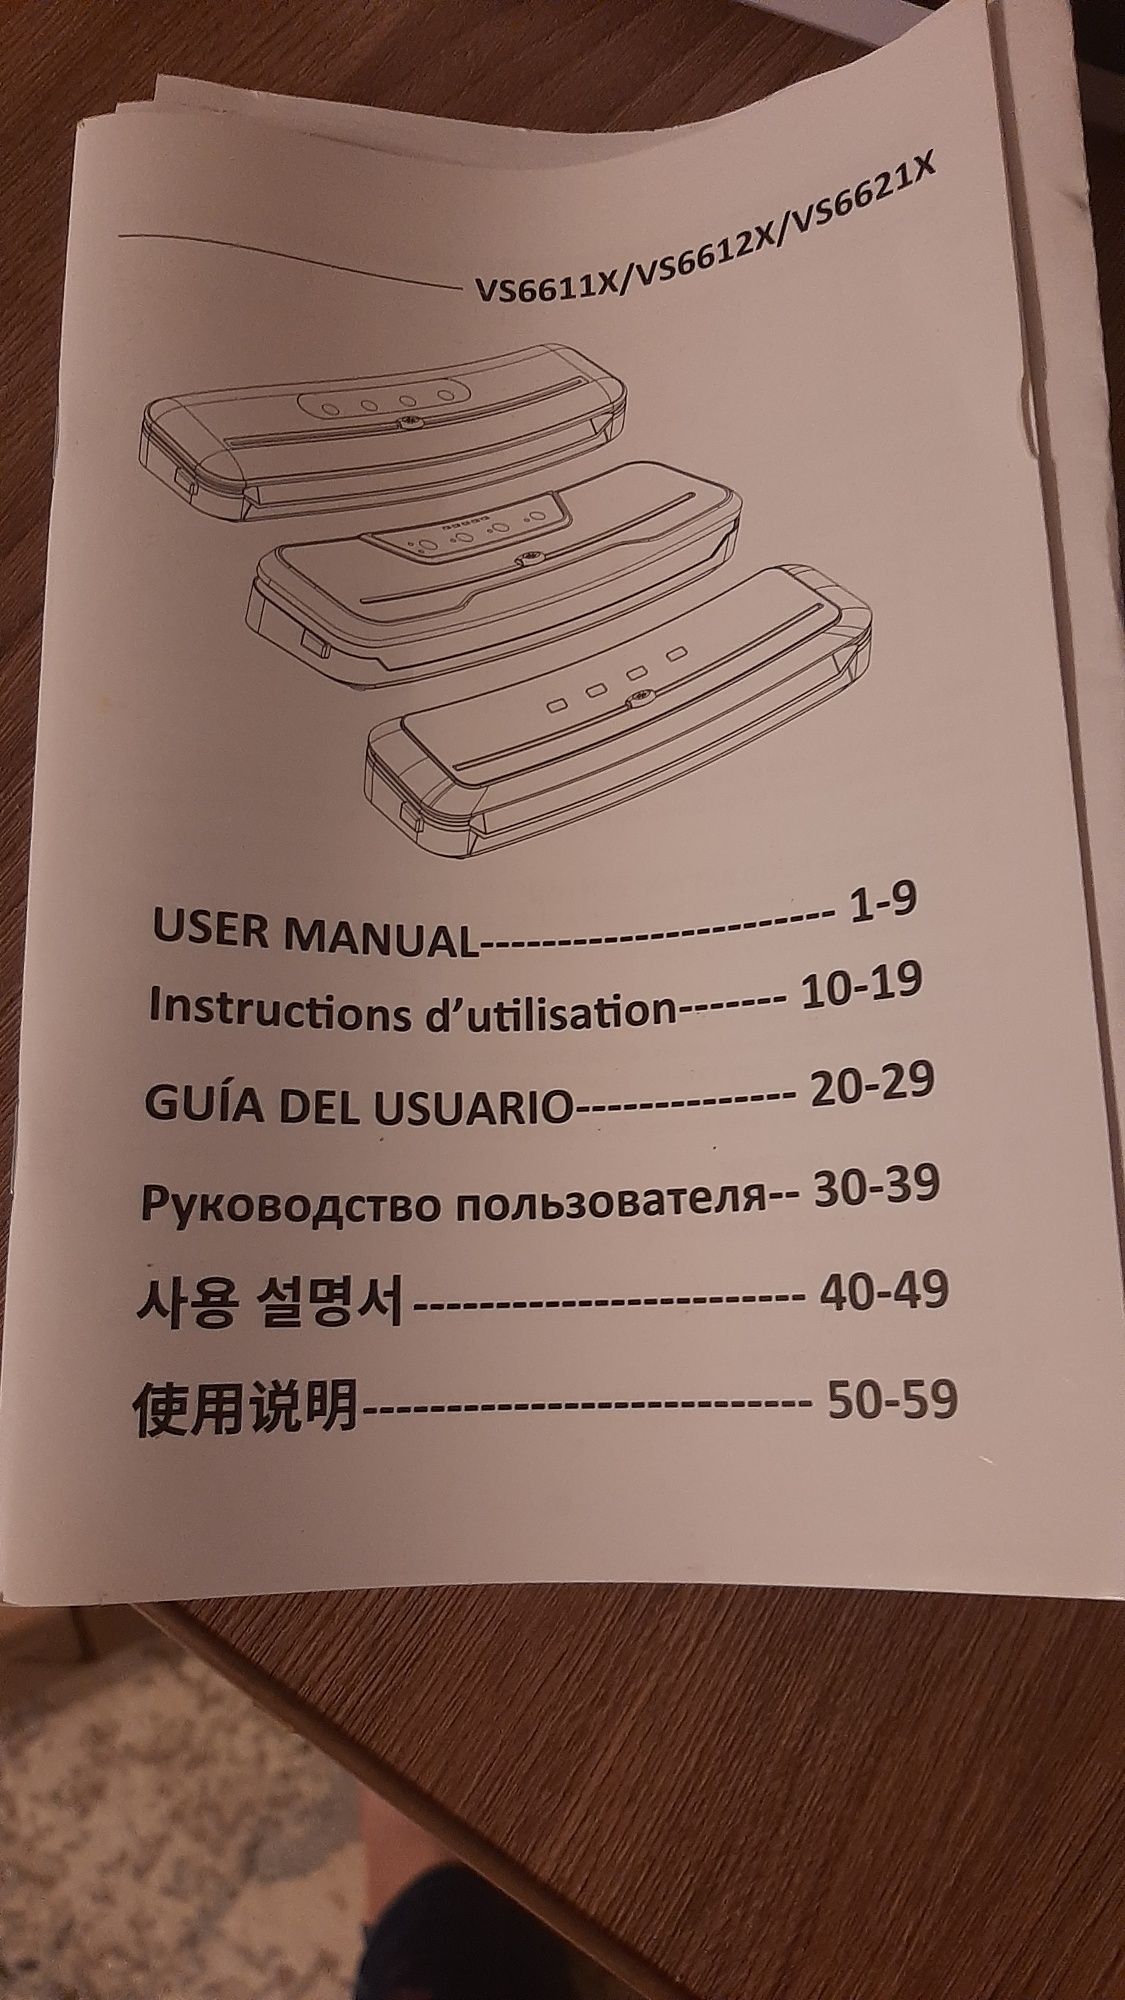 VS6611X/VS6612X/VS6621X
USER MANUAL---------------------- 1-9
Instructions d’utilisation------- 10-19
GUÍA DEL USUARIO-------------- 20-29
Руководство пользователя-- 30-39
사용 설명서------------------------ 40-49
使用说明---------------------------- 50-59